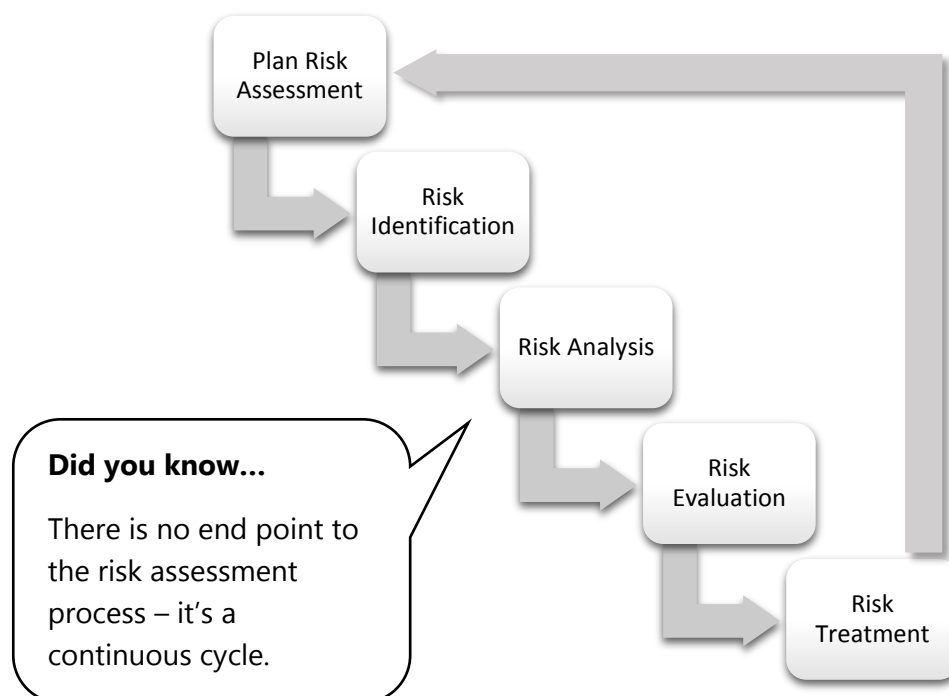 Plan Risk
Assessment
Risk
Identification
Risk Analysis
Did you know...
There is no end point to
the risk assessment
process – it's a
continuous cycle.
Risk
Evaluation
Risk
Treatment